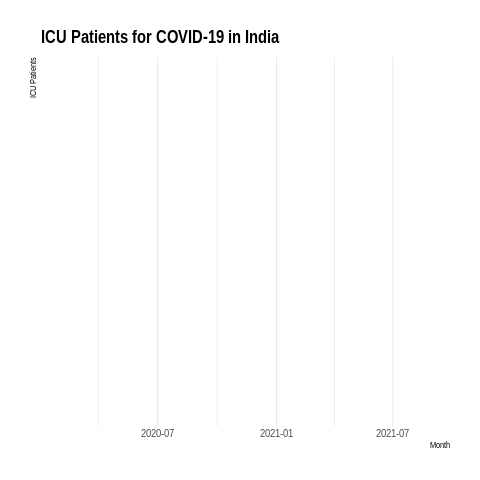 ICU Patients for COVID-19 in India
ICU Patients
2020-07
2021-01
2021-07
Month